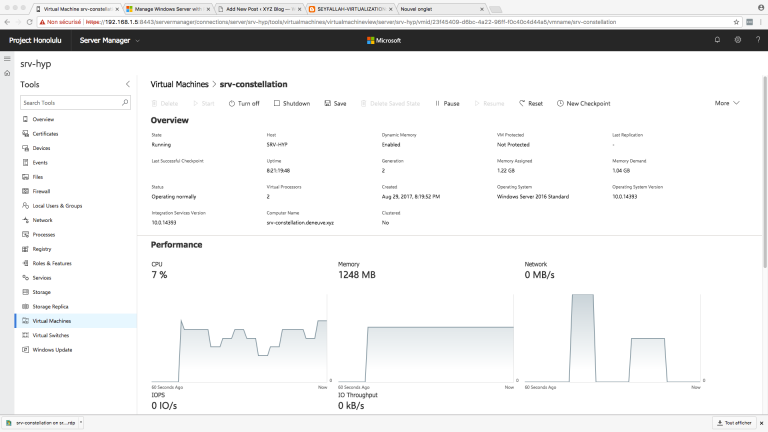 Virtual Machine srv-constell
Manage Windows Server with
Add New Post ‹ XYZ Blog —
SEYFALLAH-VIRTUALIZATION
Nouvel onglet
Non sécurisé | https://192.168.1.5:8443/servermanager/connections/server/srv-hyp/tools/virtualmachines/virtualmachineview/server/srv-hyp/vmid/23f45409-d6bc-4a22-96ff-f0c40c4d44a5/vmname/srv-constellation
Project Honolulu Server Manager Microsoft ?
srv-hyp
Tools
Search Tools
Overview
Certificates
Devices
Events
Files
Firewall
Local Users & Groups
Network
Processes
Registry
Roles & Features
Services
Storage
Storage Replica
Virtual Machines
Virtual Switches
Windows Update
Virtual Machines > srv-constellation
Delete Start Turn off Shutdown Save Delete Saved State Pause Resume Reset New Checkpoint More
Overview
State Host Dynamic Memory VM Protected Last Replication
Running SRV-HYP Enabled Not Protected -
Last Successful Checkpoint Uptime Generation Memory Assigned Memory Demand
8:21:19:48 2 1.22 GB 1.04 GB
Status Virtual Processors Created Operating System Operating System Version
Operating normally 2 Aug 29, 2017, 8:19:52 PM Windows Server 2016 Standard 10.0.14393
Integration Services Version Computer Name Clustered
10.0.14393 srv-constellation.deneuve.xyz No
Performance
CPU Memory Network
7 % 1248 MB 0 MB/s
0 0 0
60 Seconds Ago Now 60 Seconds Ago Now 60 Seconds Ago Now
IOPS IO Throughput
0 IO/s 0 kB/s
srv-constellation on sr....rdp
Tout afficher